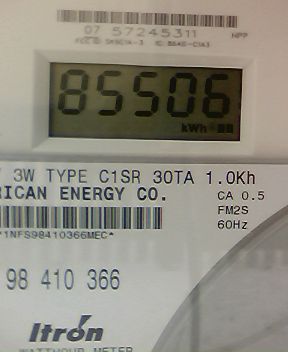 07 57245311 NPP
85506
kWh
3W TYPE C1SR 30TA 1.0Kh
RICAN ENERGY CO.
CA 0.5
FM2S
60Hz
*1NFS98410366MEC*
98 410 366
Itron
WATTHOUR METER